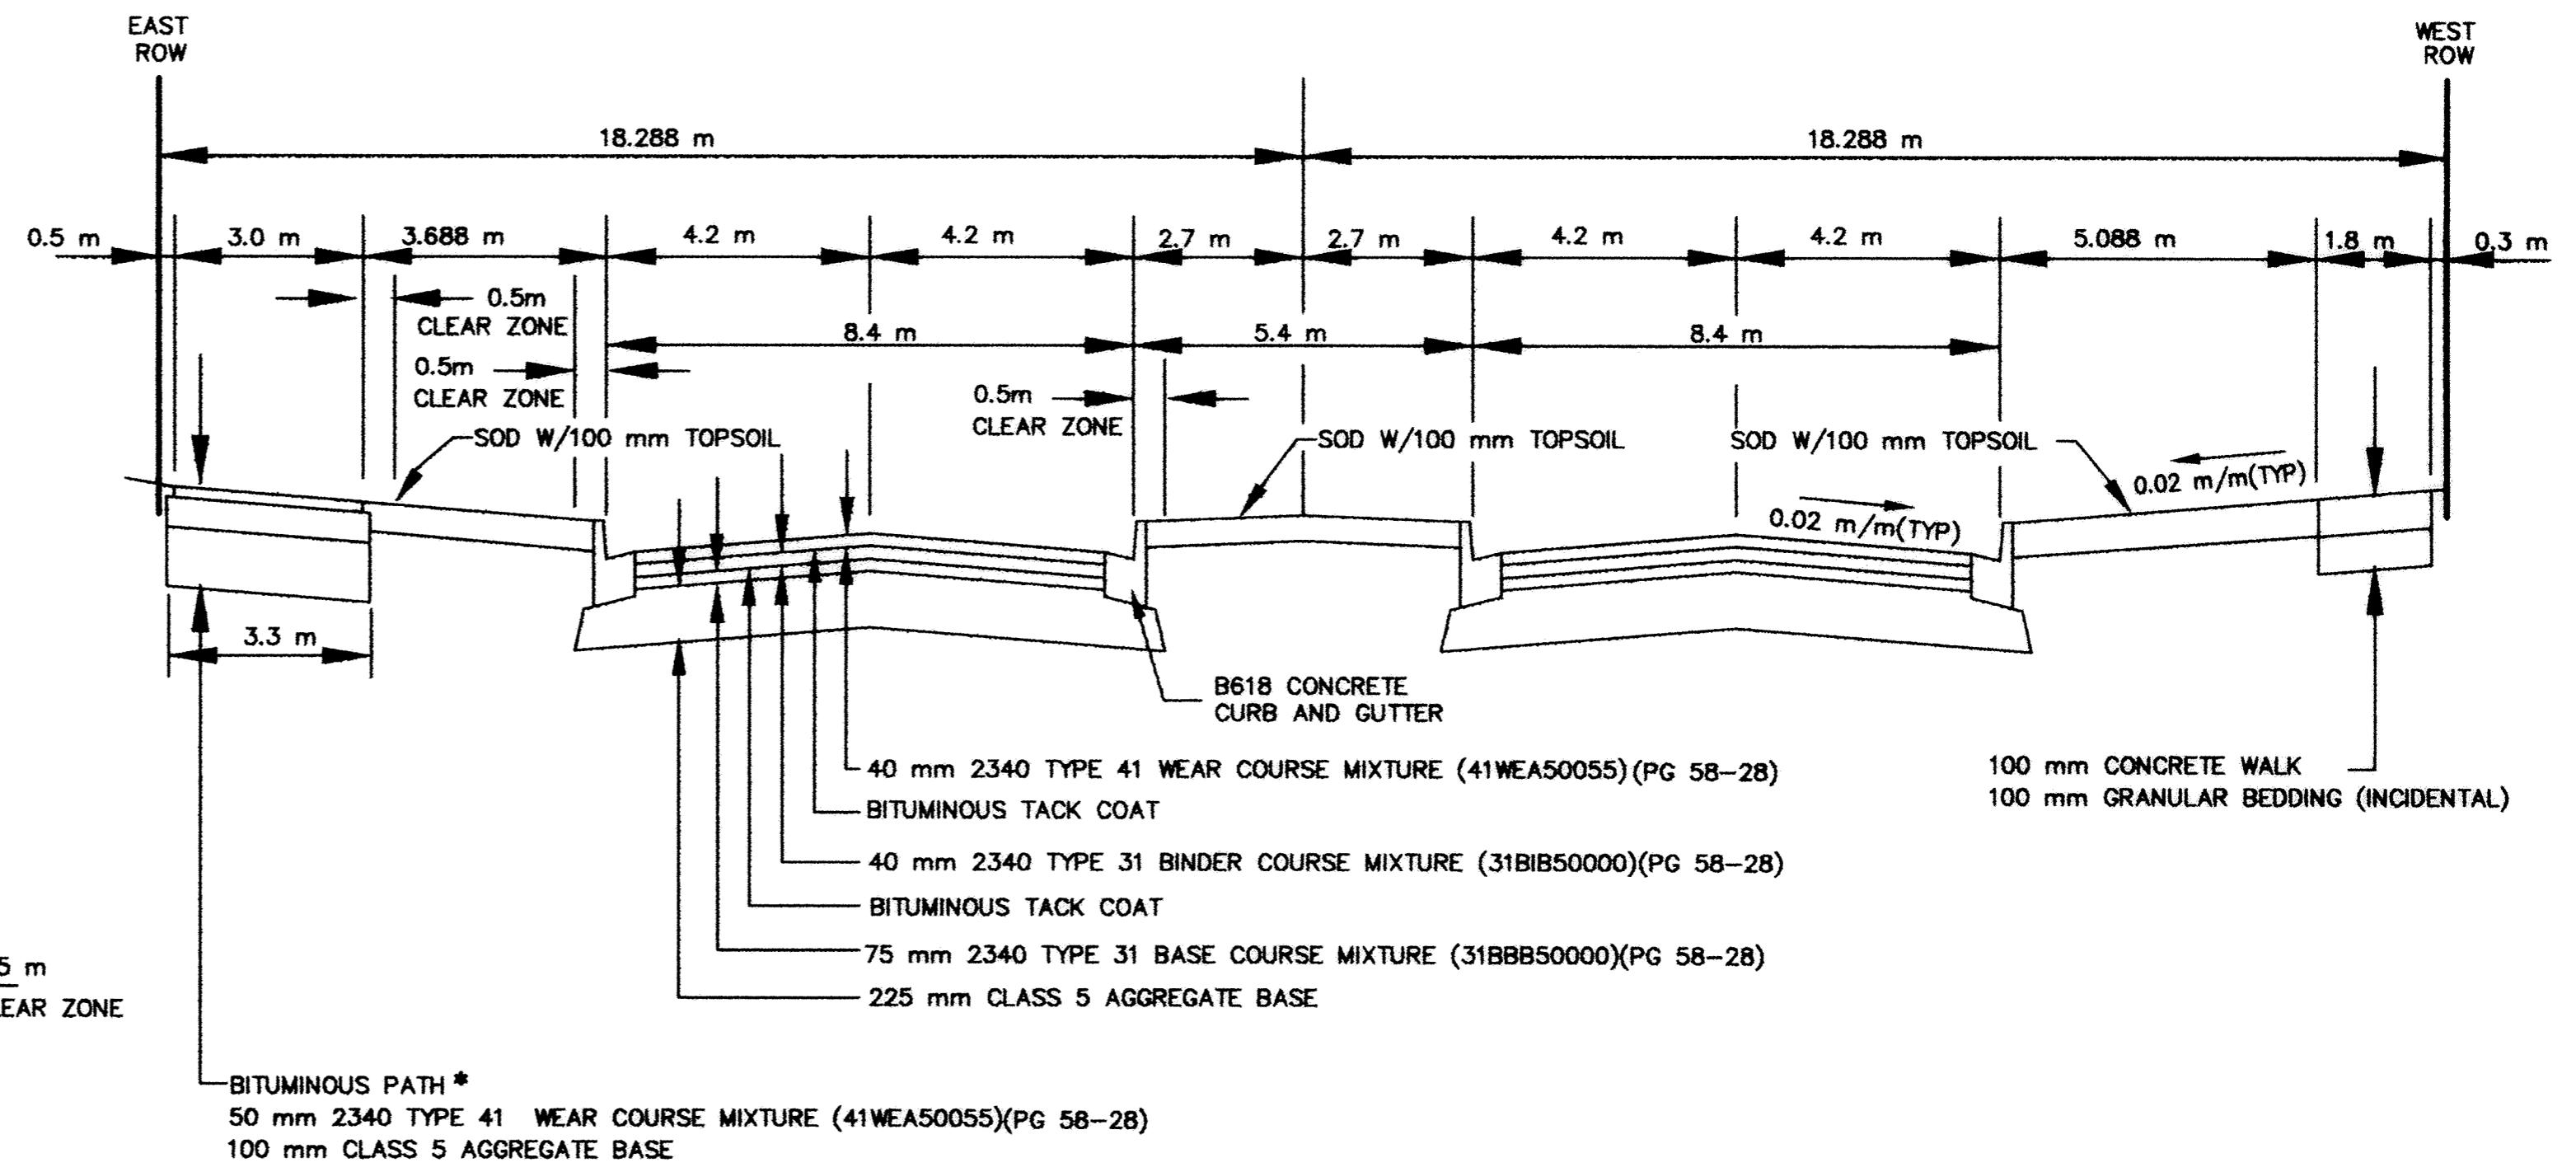 EAST
ROW
WEST
ROW
18.288 m
18.288 m
0.5 m
3.0 m
3.688 m
4.2 m
4.2 m
2.7 m
2.7 m
4.2 m
4.2 m
5.088 m
1.8 m
0.3 m
0.5m
CLEAR ZONE
8.4 m
5.4 m
8.4 m
0.5m
CLEAR ZONE
0.5m
CLEAR ZONE
SOD W/100 mm TOPSOIL
SOD W/100 mm TOPSOIL
SOD W/100 mm TOPSOIL
0.02 m/m(TYP)
0.02 m/m(TYP)
3.3 m
B618 CONCRETE
CURB AND GUTTER
40 mm 2340 TYPE 41 WEAR COURSE MIXTURE (41WEA50055)(PG 58-28)
BITUMINOUS TACK COAT
40 mm 2340 TYPE 31 BINDER COURSE MIXTURE (31BIB50000)(PG 58-28)
BITUMINOUS TACK COAT
75 mm 2340 TYPE 31 BASE COURSE MIXTURE (31BBB50000)(PG 58-28)
225 mm CLASS 5 AGGREGATE BASE
100 mm CONCRETE WALK
100 mm GRANULAR BEDDING (INCIDENTAL)
5 m
EAR ZONE
BITUMINOUS PATH *
50 mm 2340 TYPE 41 WEAR COURSE MIXTURE (41WEA50055)(PG 58-28)
100 mm CLASS 5 AGGREGATE BASE